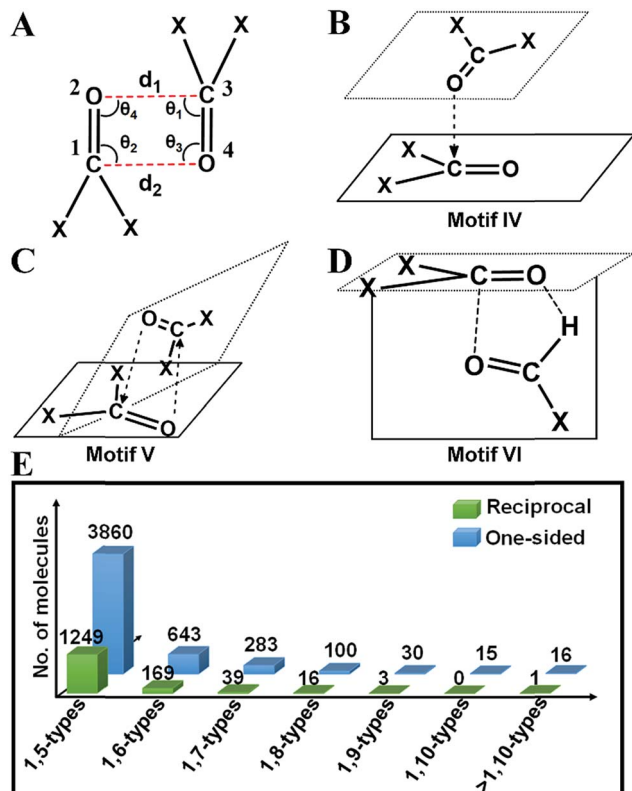 A
B
X X
2 O d₁ C 3
θ₄ θ₁
1 θ₂ θ₃
C d₂ O 4
X X
X
X
C
O
X
X
C O
Motif IV
C
D
O C X
X
X
X C
O
Motif V
X
X
C O
H
O
C
X
Motif VI
E
No. of molecules
Reciprocal
One-sided
3860
1249
643
169
283
39
100
16
30
3
15
0
16
1
1,5-types
1,6-types
1,7-types
1,8-types
1,9-types
1,10-types
>1,10-types